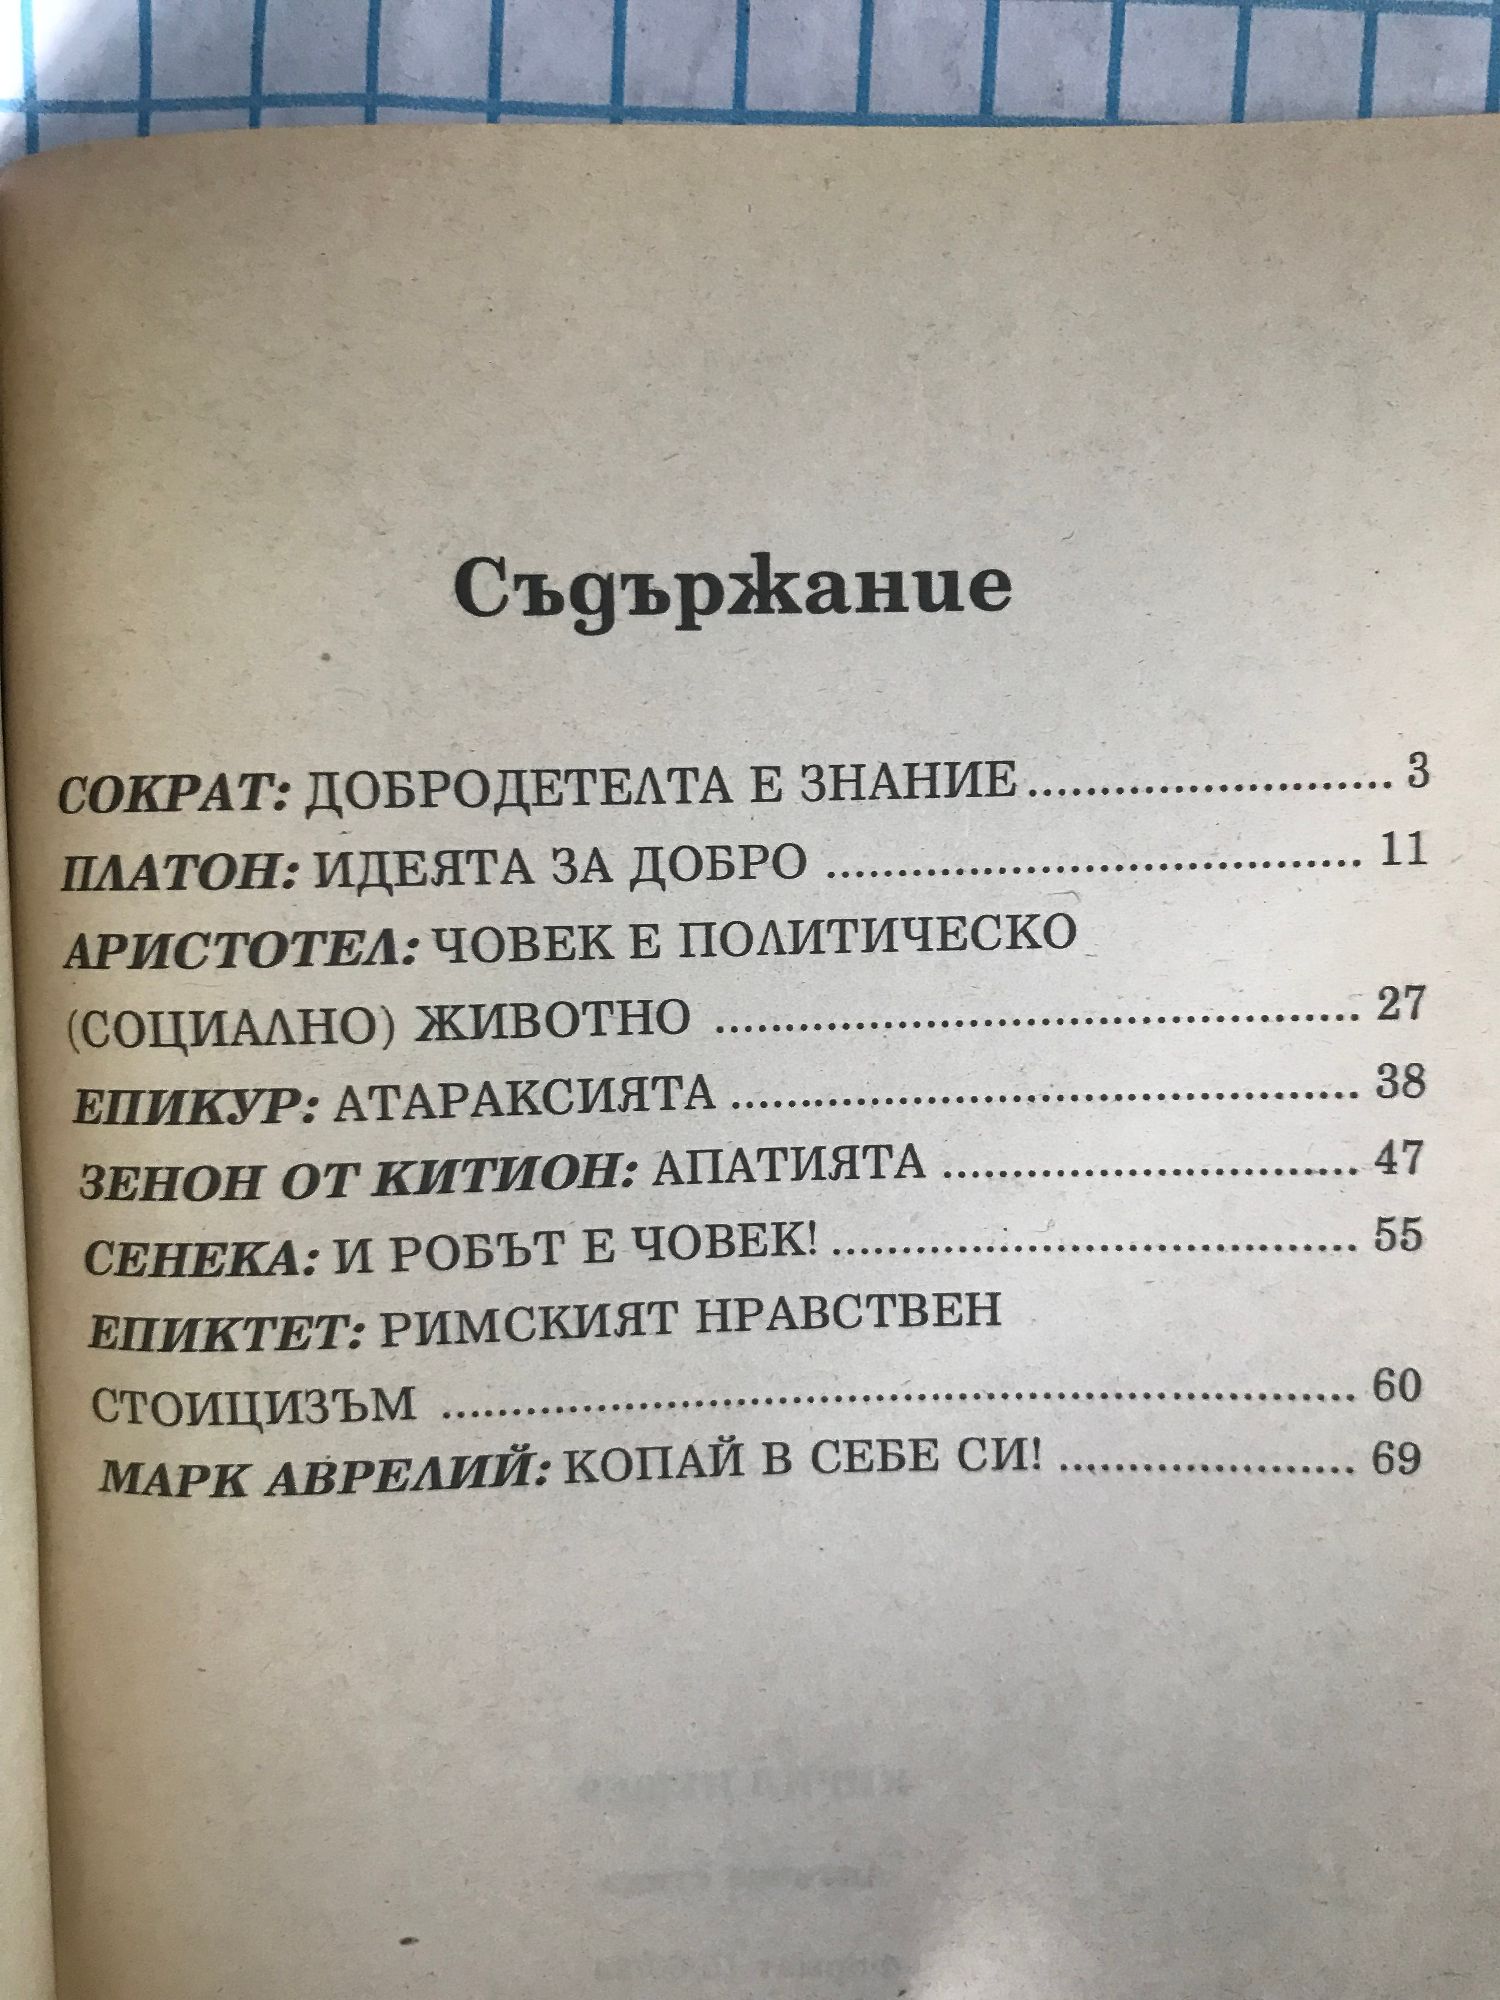 Съдържание
СОКРАТ: ДОБРОДЕТЕЛТА Е ЗНАНИЕ........................ 3
ПЛАТОН: ИДЕЯТА ЗА ДОБРО ..................................... 11
АРИСТОТЕЛ: ЧОВЕК Е ПОЛИТИЧЕСКО
(СОЦИАЛНО) ЖИВОТНО ............................................ 27
ЕПИКУР: АТАРАКСИЯТА ........................................... 38
ЗЕНОН ОТ КИТИОН: АПАТИЯТА ............................ 47
СЕНЕКА: И РОБЪТ Е ЧОВЕК! .................................... 55
ЕПИКТЕТ: РИМСКИЯТ НРАВСТВЕН
СТОИЦИЗЪМ ............................................................... 60
МАРК АВРЕЛИЙ: КОПАЙ В СЕБЕ СИ! .................... 69